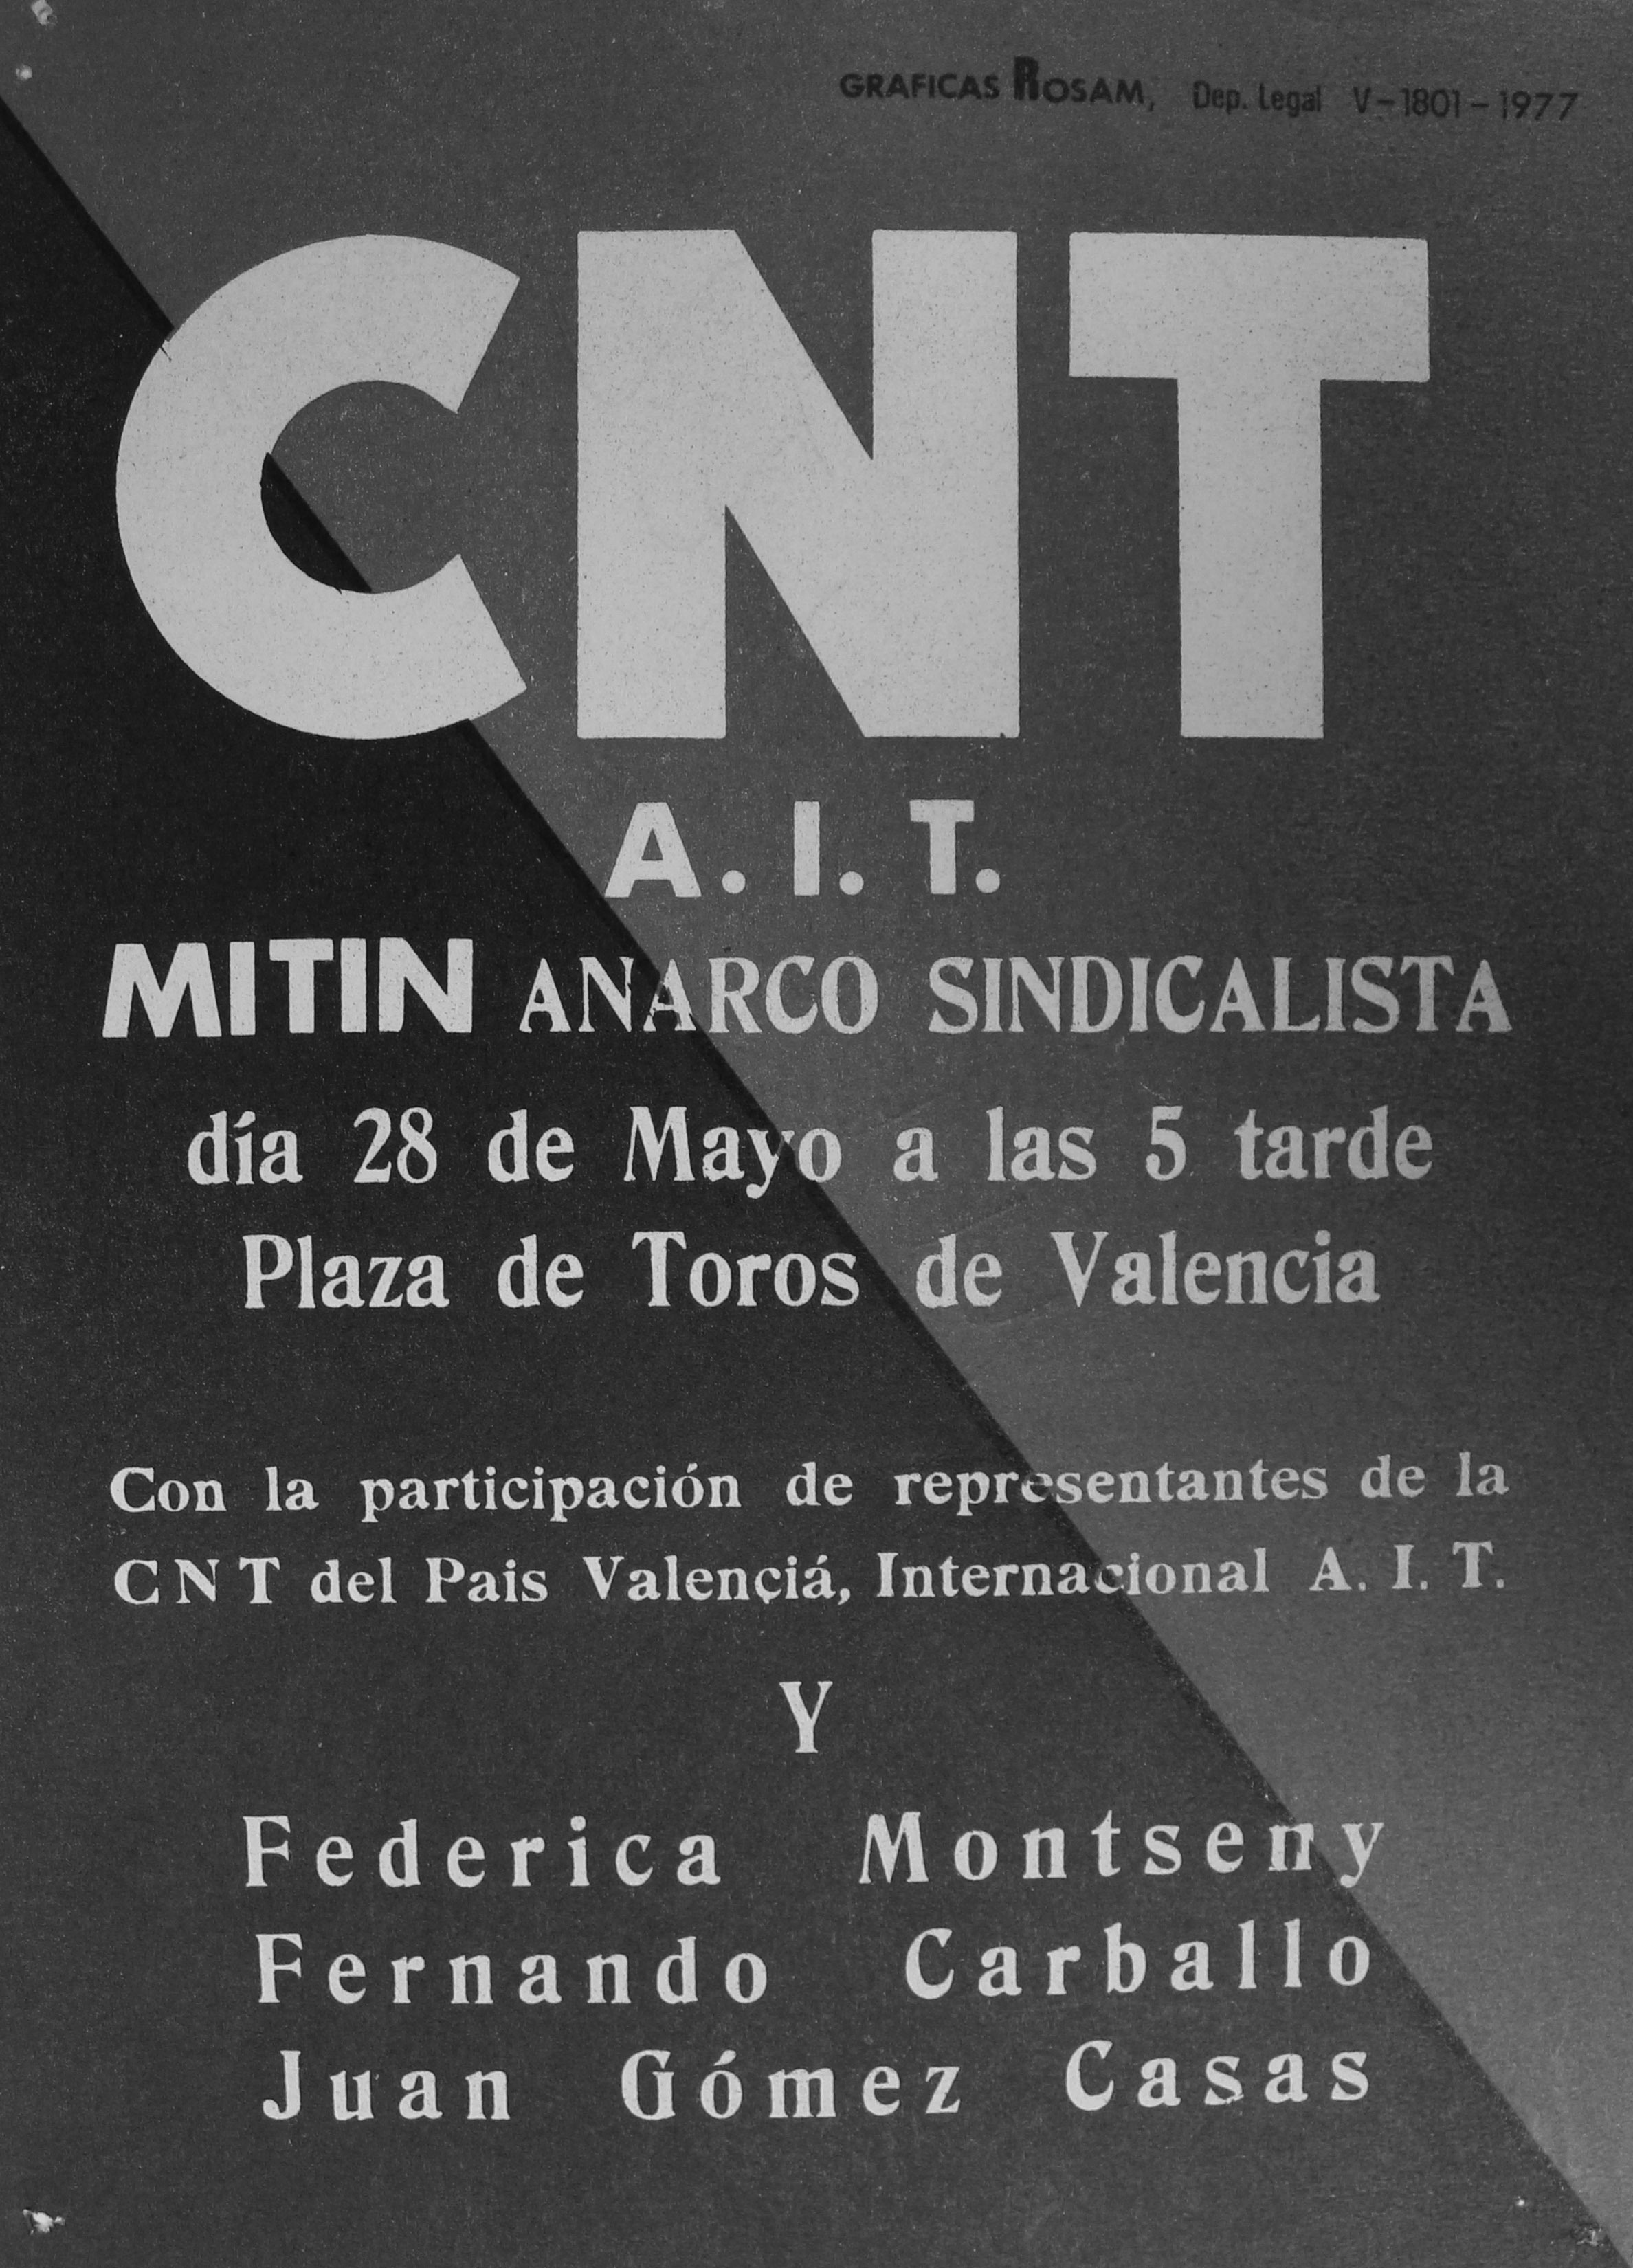 GRAFICAS ROSAM, Dep. Legal V-1801-1977
CNT
A. I. T.
MITIN ANARCO SINDICALISTA
día 28 de Mayo a las 5 tarde
Plaza de Toros de Valencia
Con la participación de representantes de la
CNT del Pais Valençiá, Internacional A. I. T.
Y
Federica Montseny
Fernando Carballo
Juan Gómez Casas